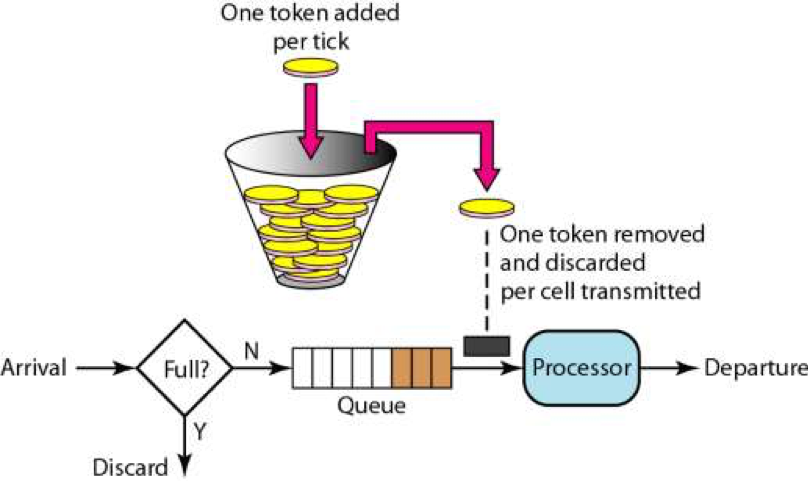 One token added
per tick
One token removed
and discarded
per cell transmitted
Arrival
Full?
N
Queue
Processor
Departure
Y
Discard